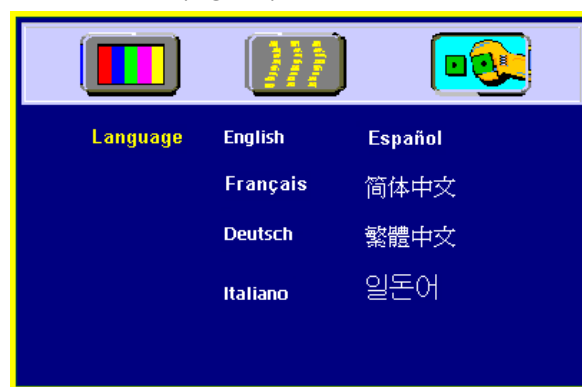 Language English Español
Français 简体中文
Deutsch 繁體中文
Italiano 일돈어